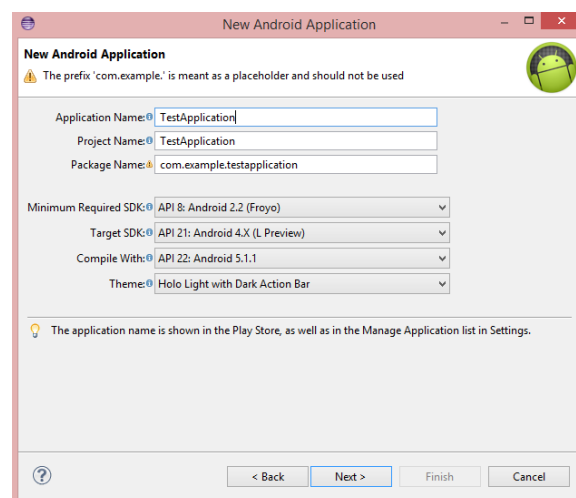 New Android Application
New Android Application
The prefix 'com.example.' is meant as a placeholder and should not be used
Application Name: TestApplication
Project Name: TestApplication
Package Name: com.example.testapplication
Minimum Required SDK: API 8: Android 2.2 (Froyo)
Target SDK: API 21: Android 4.X (L Preview)
Compile With: API 22: Android 5.1.1
Theme: Holo Light with Dark Action Bar
The application name is shown in the Play Store, as well as in the Manage Application list in Settings.
? < Back Next > Finish Cancel